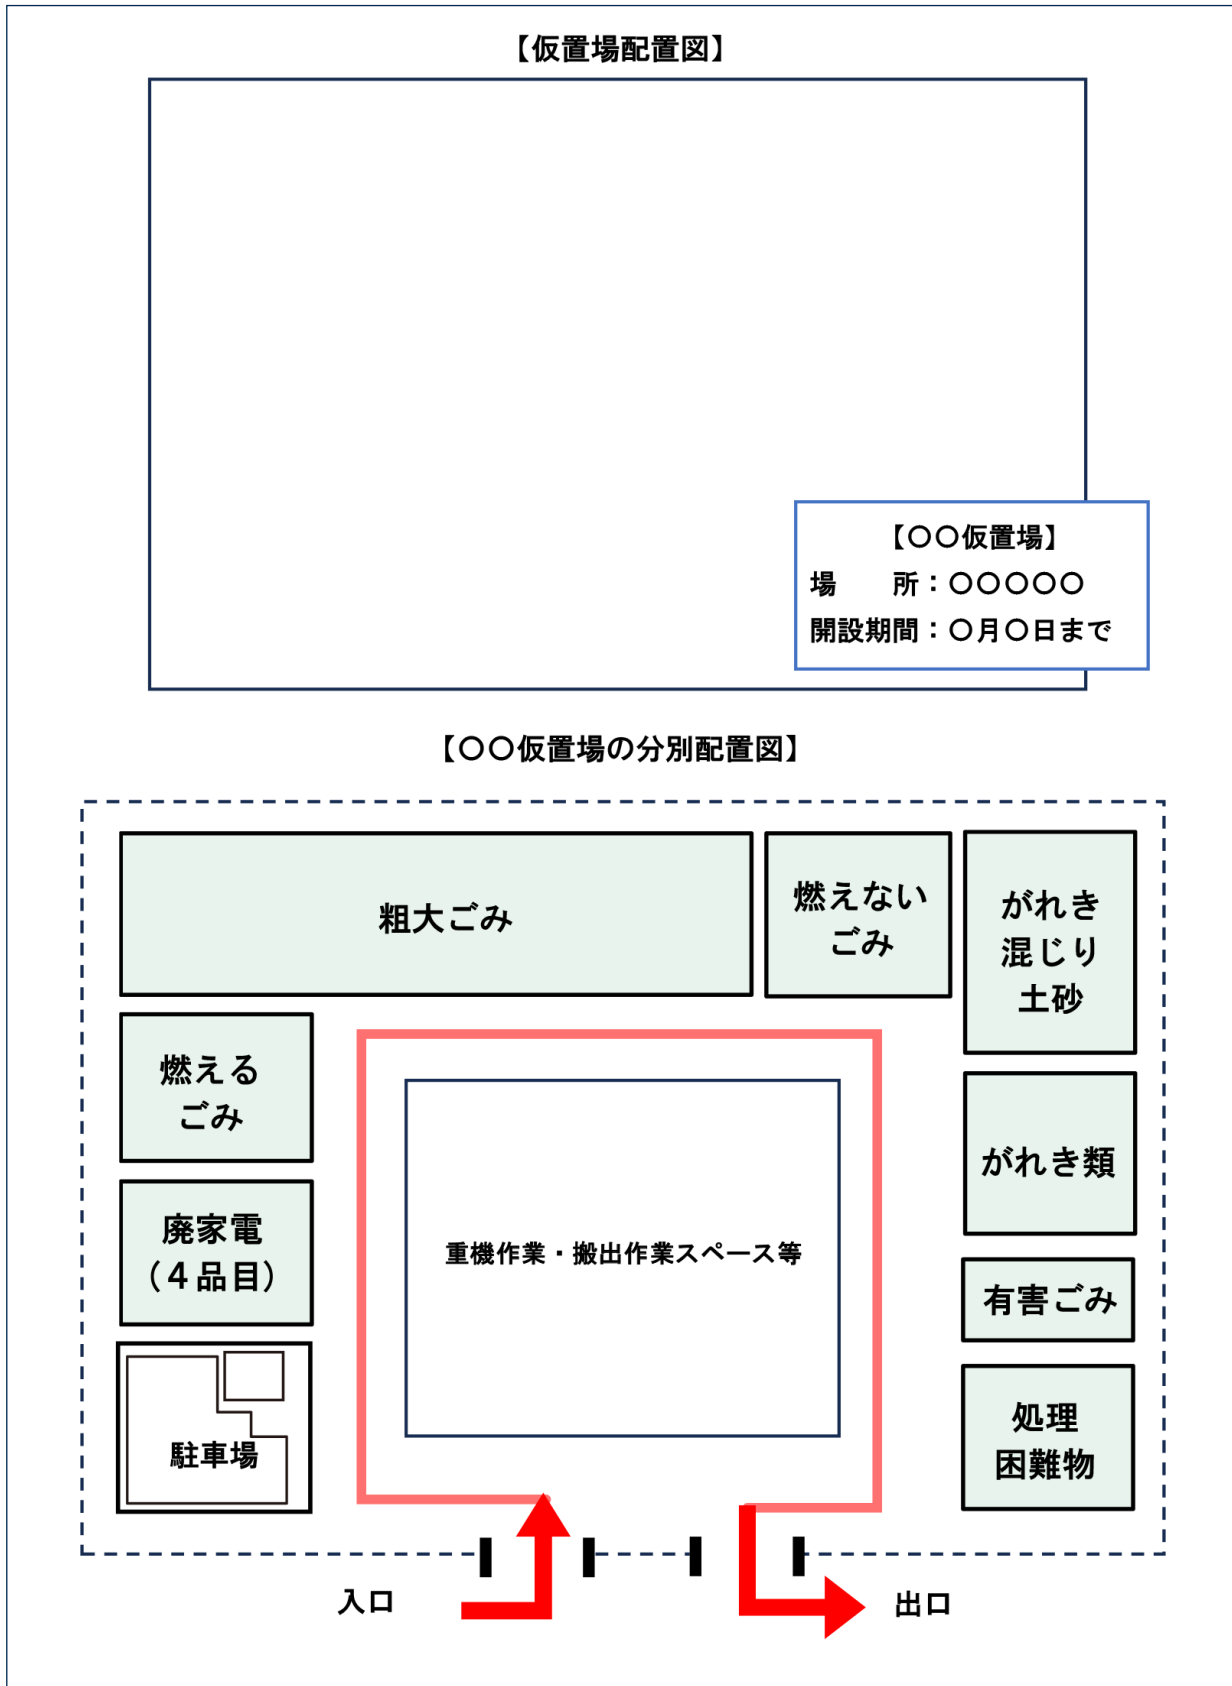 【仮置場配置図】
【〇〇仮置場】
場　　所：〇〇〇〇〇
開設期間：〇月〇日まで
【〇〇仮置場の分別配置図】
粗大ごみ
燃えない
ごみ
がれき
混じり
土砂
燃える
ごみ
がれき類
廃家電
（４品目）
重機作業・搬出作業スペース等
有害ごみ
駐車場
処理
困難物
入口
出口